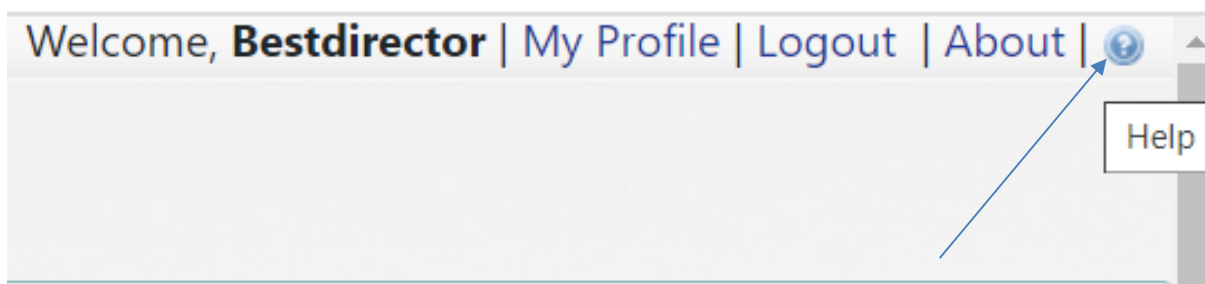 Welcome, Bestdirector | My Profile | Logout | About | ?
Help